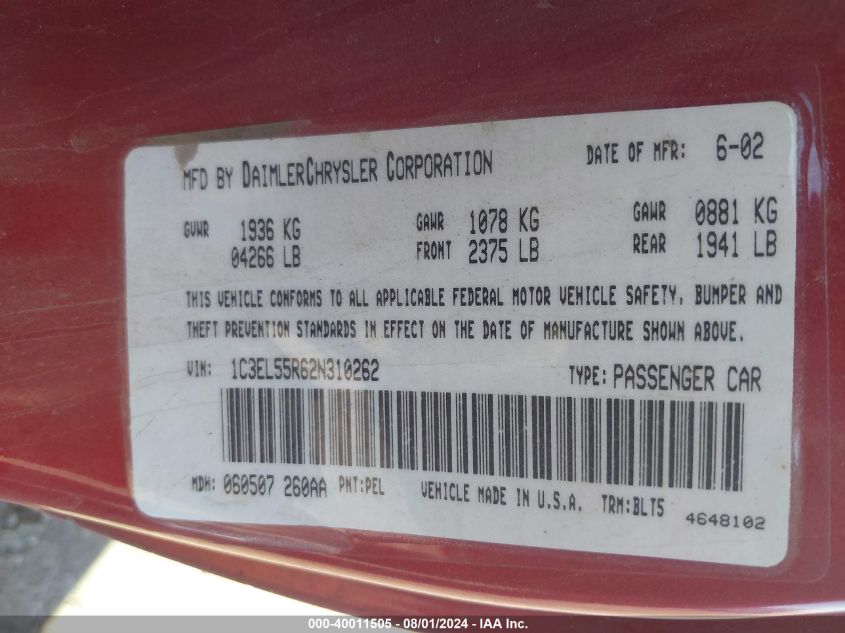 MFD BY DAIMLERCHRYSLER CORPORATION DATE OF MFR: 6-02
GVWR 1936 KG GAWR 1078 KG GAWR 0881 KG
04266 LB FRONT 2375 LB REAR 1941 LB
THIS VEHICLE CONFORMS TO ALL APPLICABLE FEDERAL MOTOR VEHICLE SAFETY, BUMPER AND
THEFT PREVENTION STANDARDS IN EFFECT ON THE DATE OF MANUFACTURE SHOWN ABOVE.
VIN: 1C3EL55R62N310262 TYPE: PASSENGER CAR
MDH: 060507 260AA PNT:PEL VEHICLE MADE IN U.S.A. TRM:BLT5
4648102
000-40011505 - 08/01/2024 - IAA Inc.